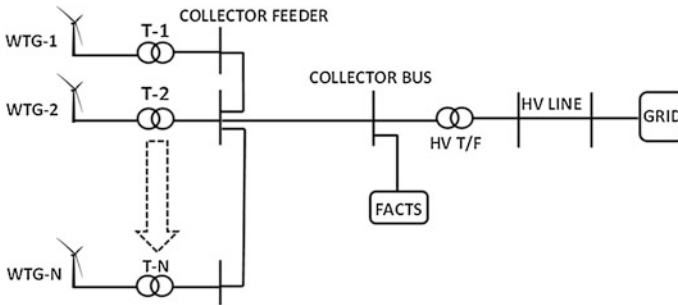 COLLECTOR FEEDER
WTG-1
T-1
COLLECTOR BUS
WTG-2
T-2
HV LINE
HV T/F
GRID
FACTS
WTG-N
T-N